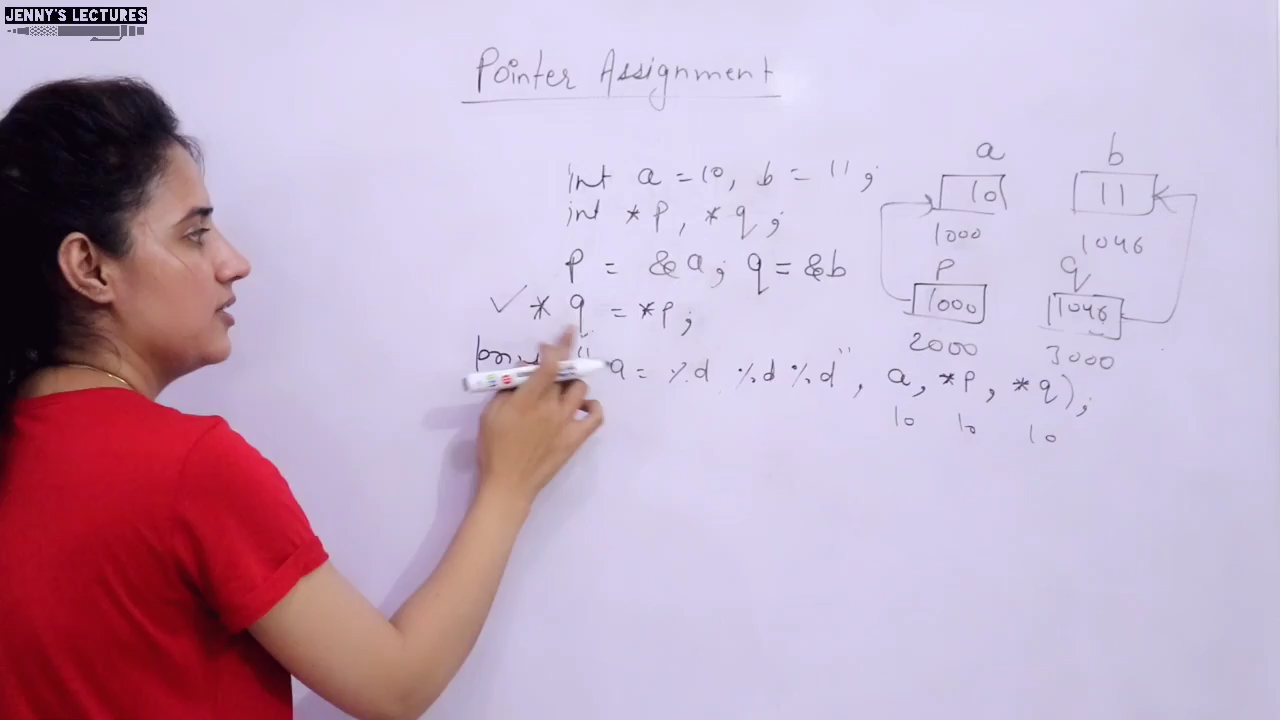 JENNY'S LECTURES
Pointer Assignment
int a = 10, b = 11;
int *p, *q;
p = &a; q = &b
✓ *q = *p;
" a = %d %d %d", a, *p, *q);
10 10 10
a b
10 11
1000 1046
p q
1000 1046
2000 3000